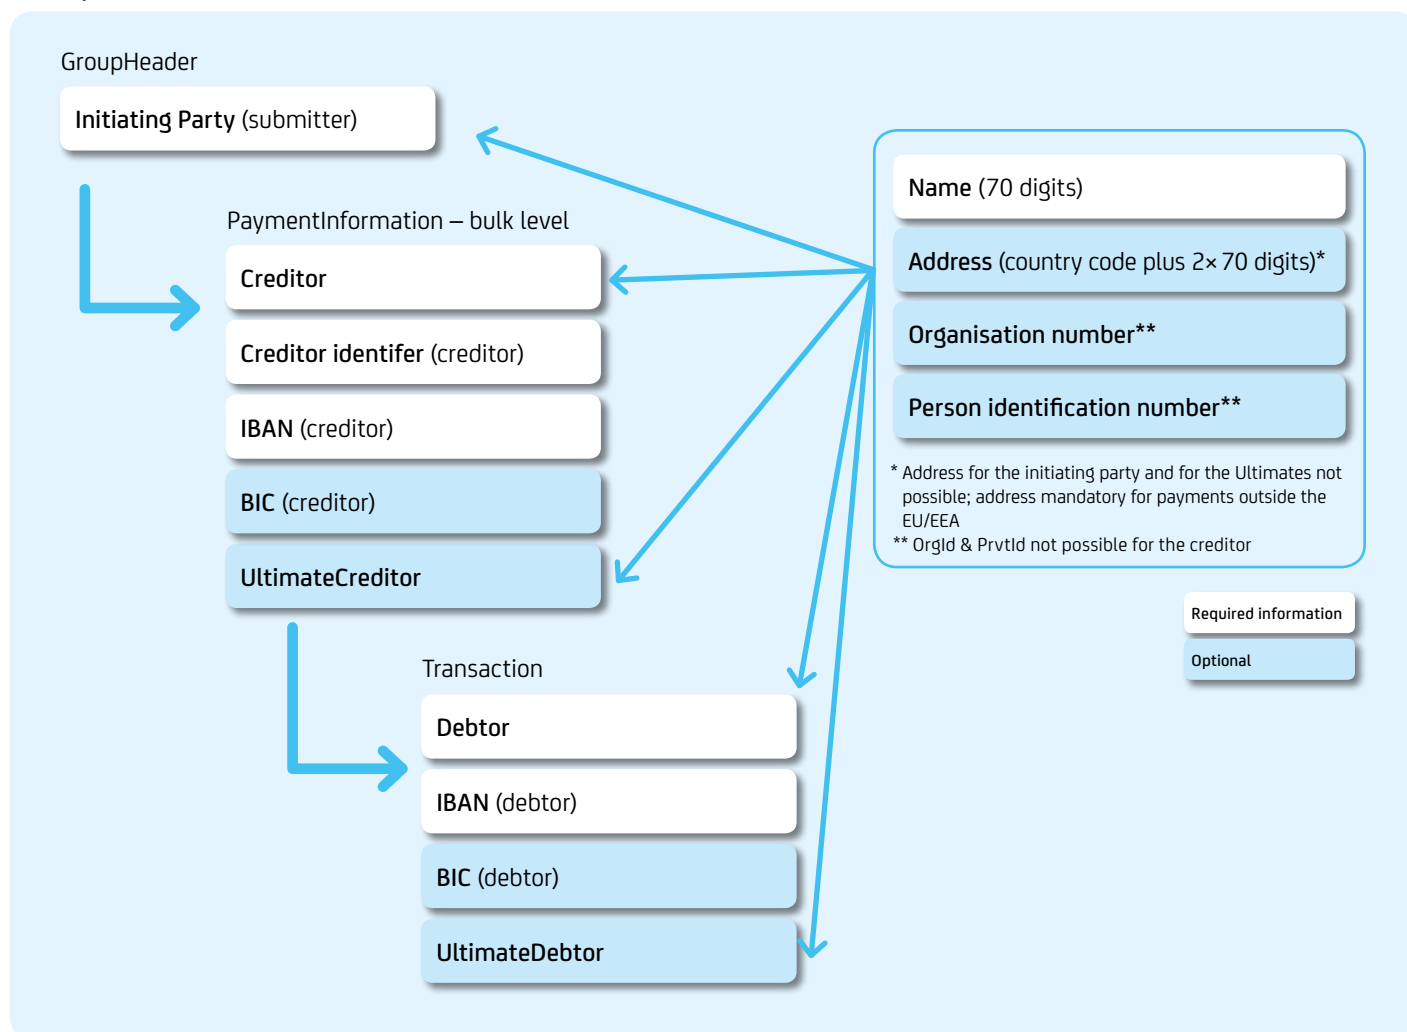 GroupHeader
Initiating Party (submitter)
PaymentInformation – bulk level
Creditor
Creditor identifer (creditor)
IBAN (creditor)
BIC (creditor)
UltimateCreditor
Transaction
Debtor
IBAN (debtor)
BIC (debtor)
UltimateDebtor
Name (70 digits)
Address (country code plus 2× 70 digits)*
Organisation number**
Person identification number**
* Address for the initiating party and for the Ultimates not
possible; address mandatory for payments outside the
EU/EEA
** OrgId & PrvtId not possible for the creditor
Required information
Optional